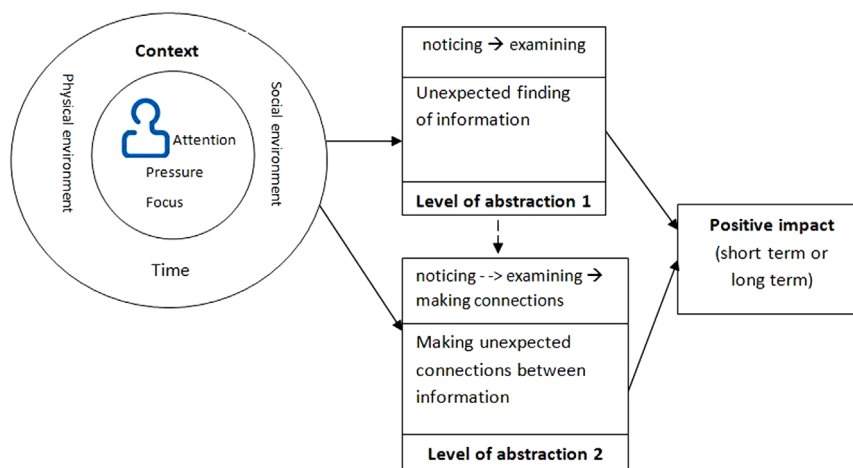 Context
Physical environment
Social environment
Attention
Pressure
Focus
Time
noticing → examining
Unexpected finding
of information
Level of abstraction 1
noticing --> examining →
making connections
Making unexpected
connections between
information
Level of abstraction 2
Positive impact
(short term or
long term)